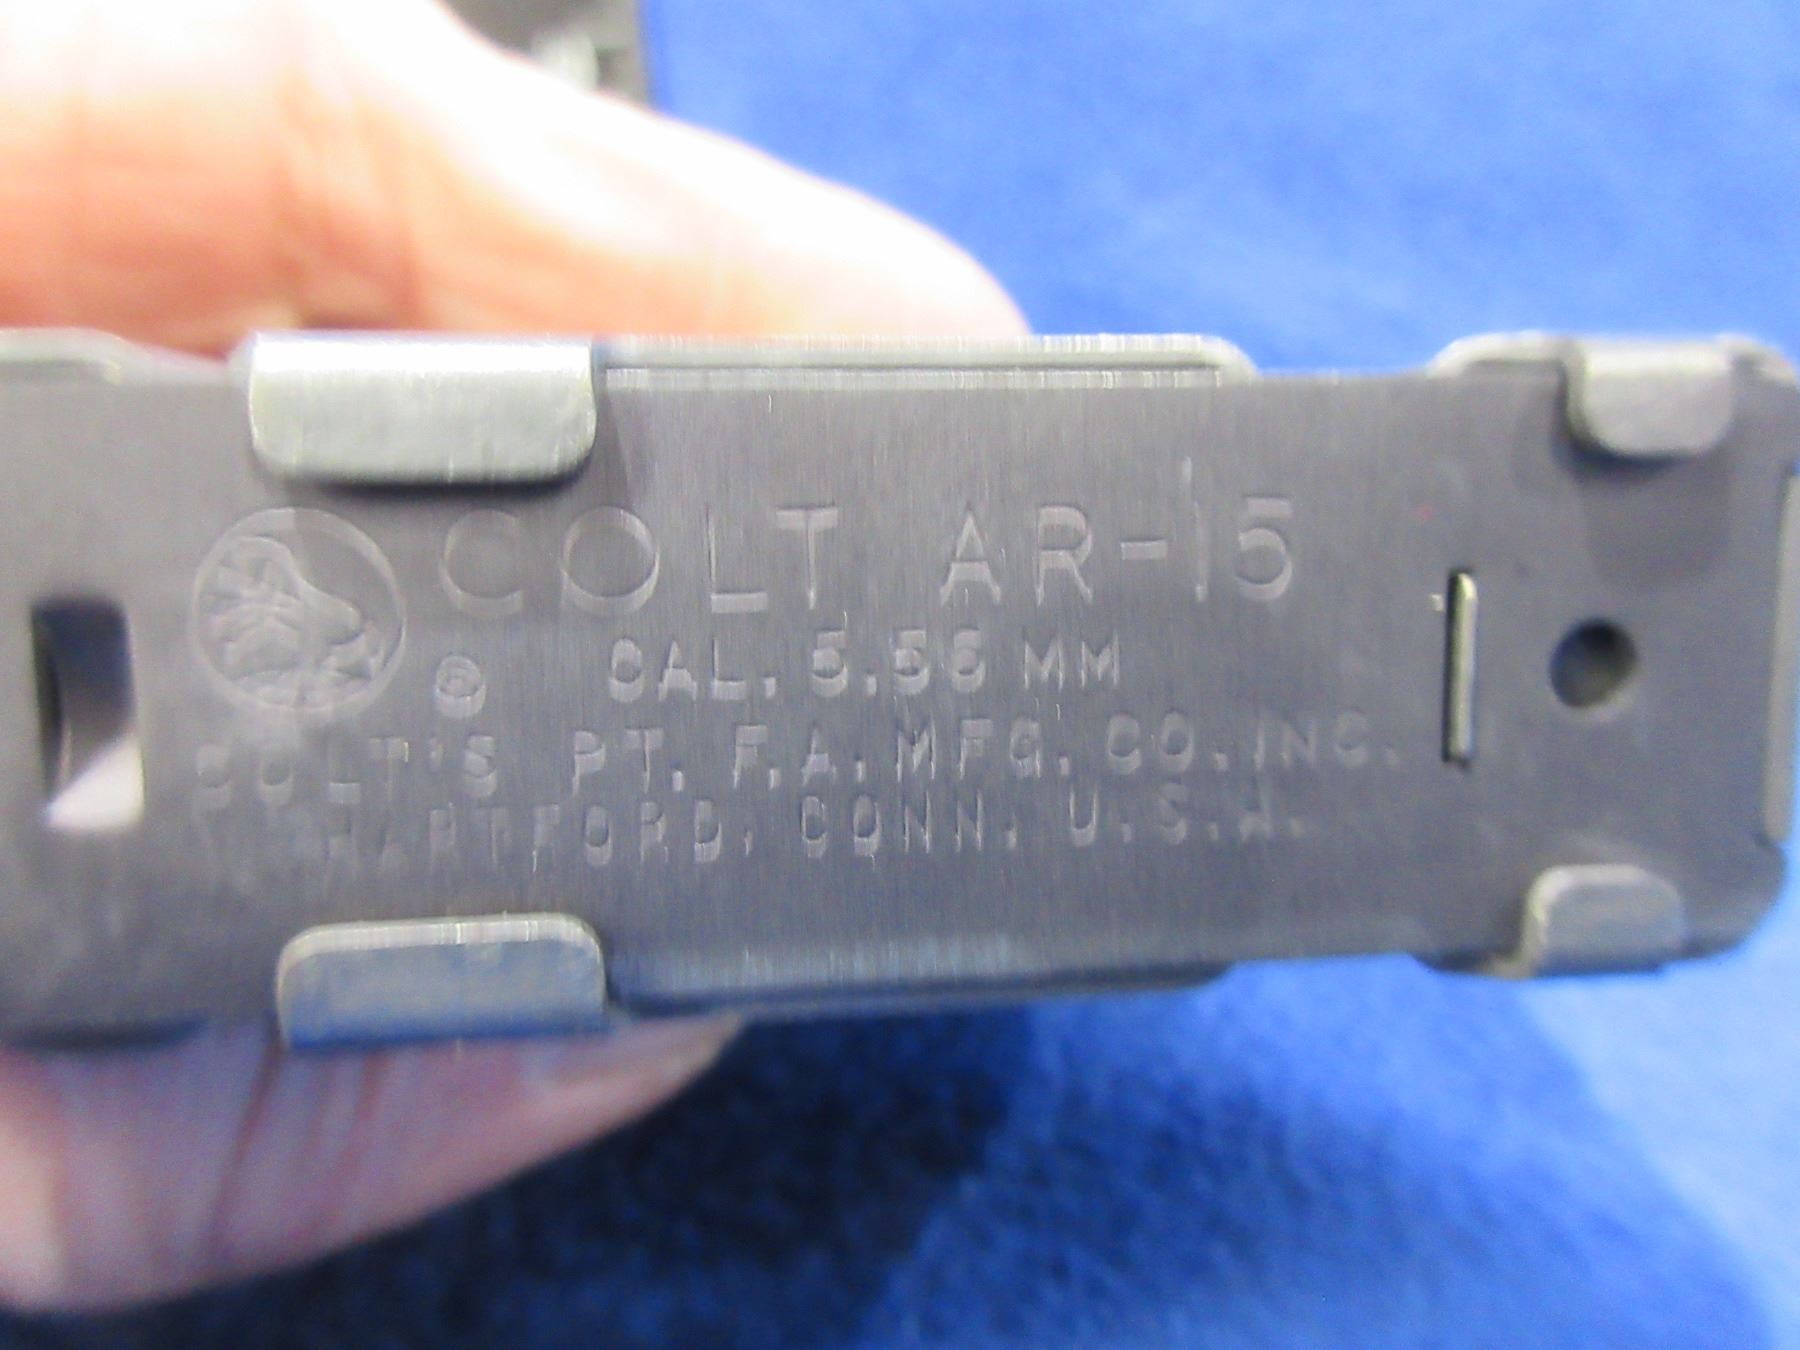 COLT AR-15
® CAL. 5.56 MM
COLT'S PT. F.A. MFG. CO. INC.
HARTFORD, CONN. U.S.A.